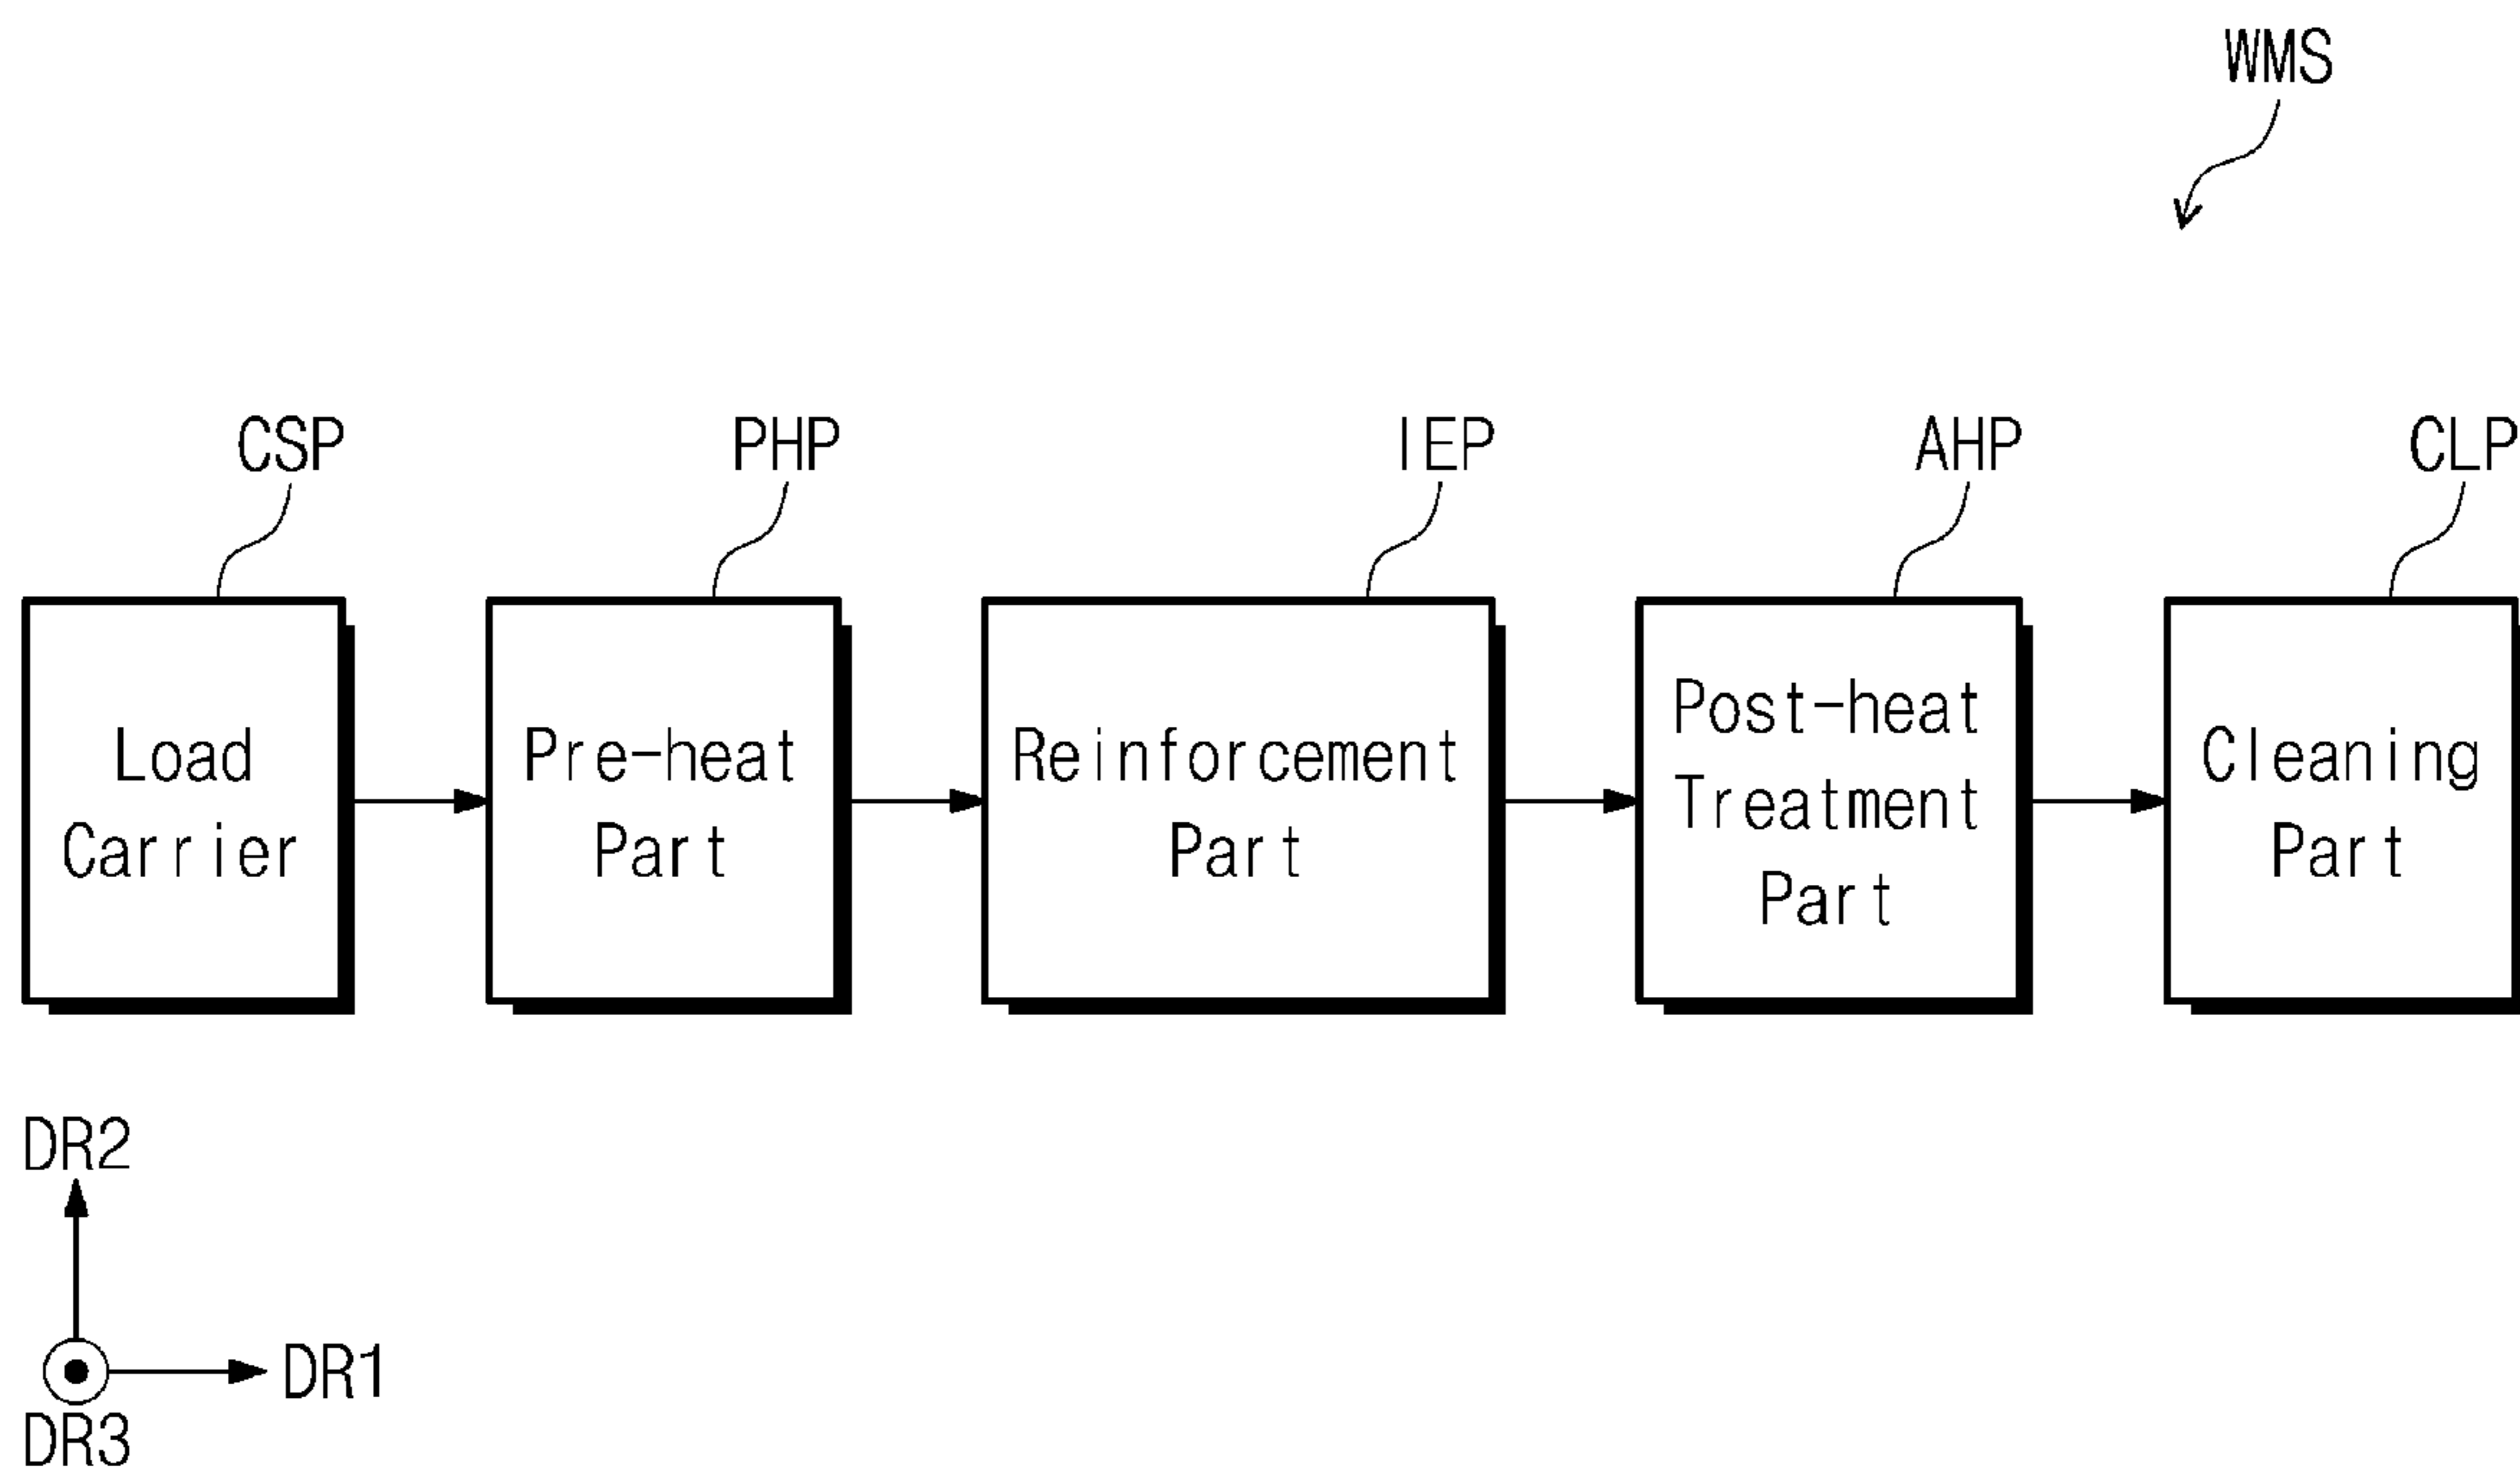 WMS
CSP
PHP
IEP
AHP
CLP
Load
Carrier
Pre-heat
Part
Reinforcement
Part
Post-heat
Treatment
Part
Cleaning
Part
DR2
DR1
DR3